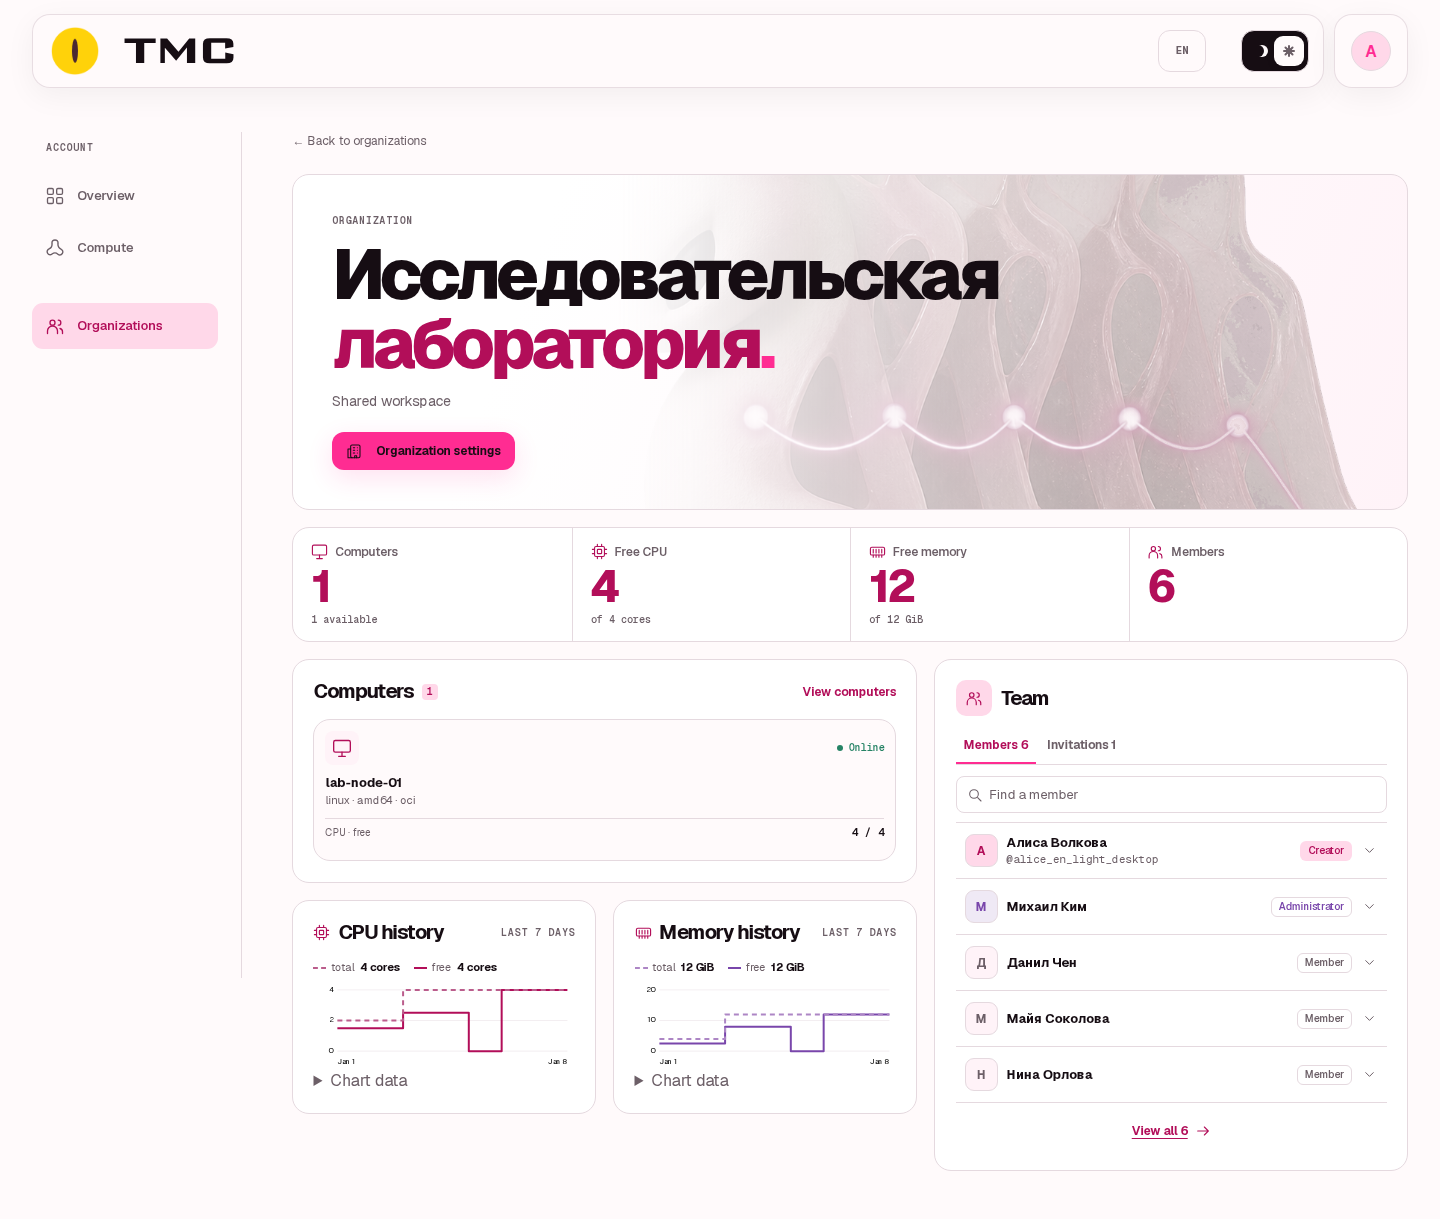 TMC
EN
A
ACCOUNT
Overview
Compute
Organizations
← Back to organizations
ORGANIZATION
Исследовательская
лаборатория.
Shared workspace
Organization settings
Computers
1
1 available
Free CPU
4
of 4 cores
Free memory
12
of 12 GiB
Members
6
Computers 1
View computers
Online
lab-node-01
linux · amd64 · oci
CPU · free
4 / 4
CPU history
LAST 7 DAYS
total 4 cores free 4 cores
4
2
0
Jan 1
Jan 8
Chart data
Memory history
LAST 7 DAYS
total 12 GiB free 12 GiB
20
10
0
Jan 1
Jan 8
Chart data
Team
Members 6
Invitations 1
Find a member
А
Алиса Волкова
@alice_en_light_desktop
Creator
М
Михаил Ким
Administrator
Д
Данил Чен
Member
М
Майя Соколова
Member
Н
Нина Орлова
Member
View all 6 →